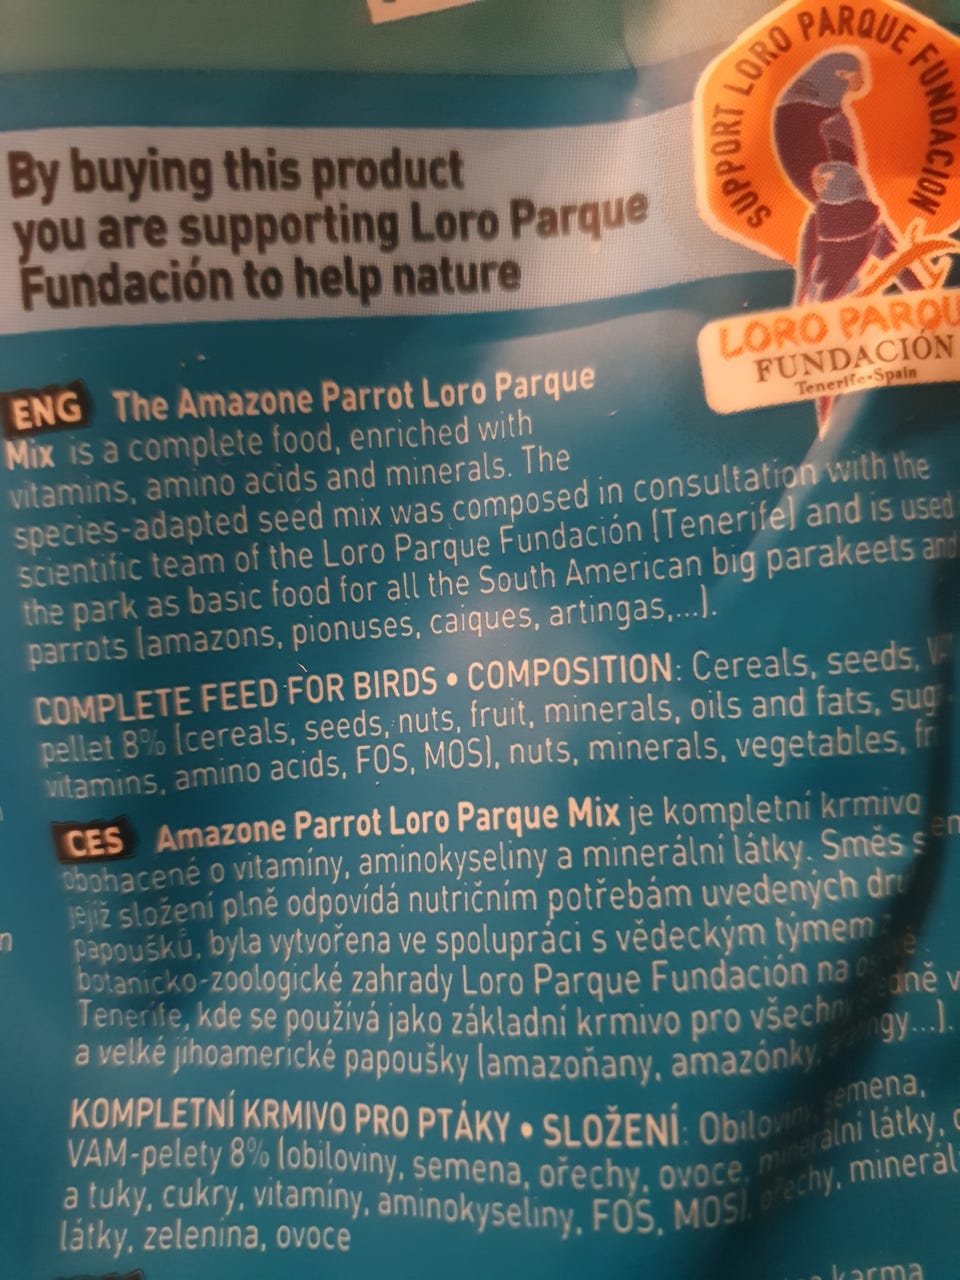 SUPPORT LORO PARQUE FUNDACION
By buying this product
you are supporting Loro Parque
Fundación to help nature
LORO PARQU
FUNDACIÓN
Tenerife•Spain
ENG The Amazone Parrot Loro Parque
Mix is a complete food, enriched with
vitamins, amino acids and minerals. The
species-adapted seed mix was composed in consultation with the
scientific team of the Loro Parque Fundación (Tenerife) and is used
the park as basic food for all the South American big parakeets and
parrots (amazons, pionuses, caiques, artingas,...).
COMPLETE FEED FOR BIRDS • COMPOSITION: Cereals, seeds,
pellet 8% (cereals, seeds, nuts, fruit, minerals, oils and fats, sug
vitamins, amino acids, FOS, MOS), nuts, minerals, vegetables, fr
CES Amazone Parrot Loro Parque Mix je kompletní krmivo
obohacené o vitamíny, aminokyseliny a minerální látky. Směs
jejíž složení plně odpovídá nutričním potřebám uvedených dru
papoušků, byla vytvořena ve spolupráci s vědeckým týmem
botanicko-zoologické zahrady Loro Parque Fundación na
Tenerife, kde se používá jako základní krmivo pro všechn
a velké jihoamerické papoušky (amazoňany, amazónky, ...).
KOMPLETNÍ KRMIVO PRO PTÁKY • SLOŽENÍ: Obiloviny, semena,
VAM-pelety 8% (obiloviny, semena, ořechy, ovoce, minerální látky,
a tuky, cukry, vitamíny, aminokyseliny, FOS, MOS), ořechy, minerál
látky, zelenina, ovoce
karma